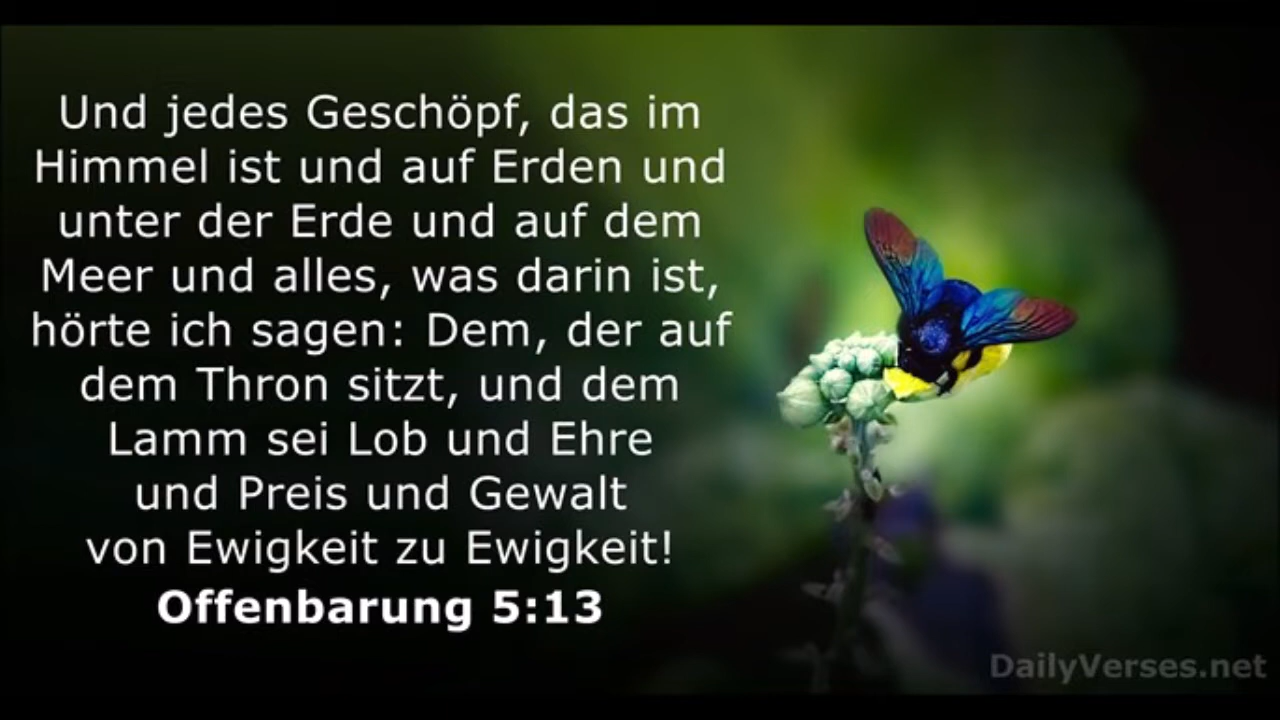 Und jedes Geschöpf, das im
Himmel ist und auf Erden und
unter der Erde und auf dem
Meer und alles, was darin ist,
hörte ich sagen: Dem, der auf
dem Thron sitzt, und dem
Lamm sei Lob und Ehre
und Preis und Gewalt
von Ewigkeit zu Ewigkeit!
Offenbarung 5:13
DailyVerses.net